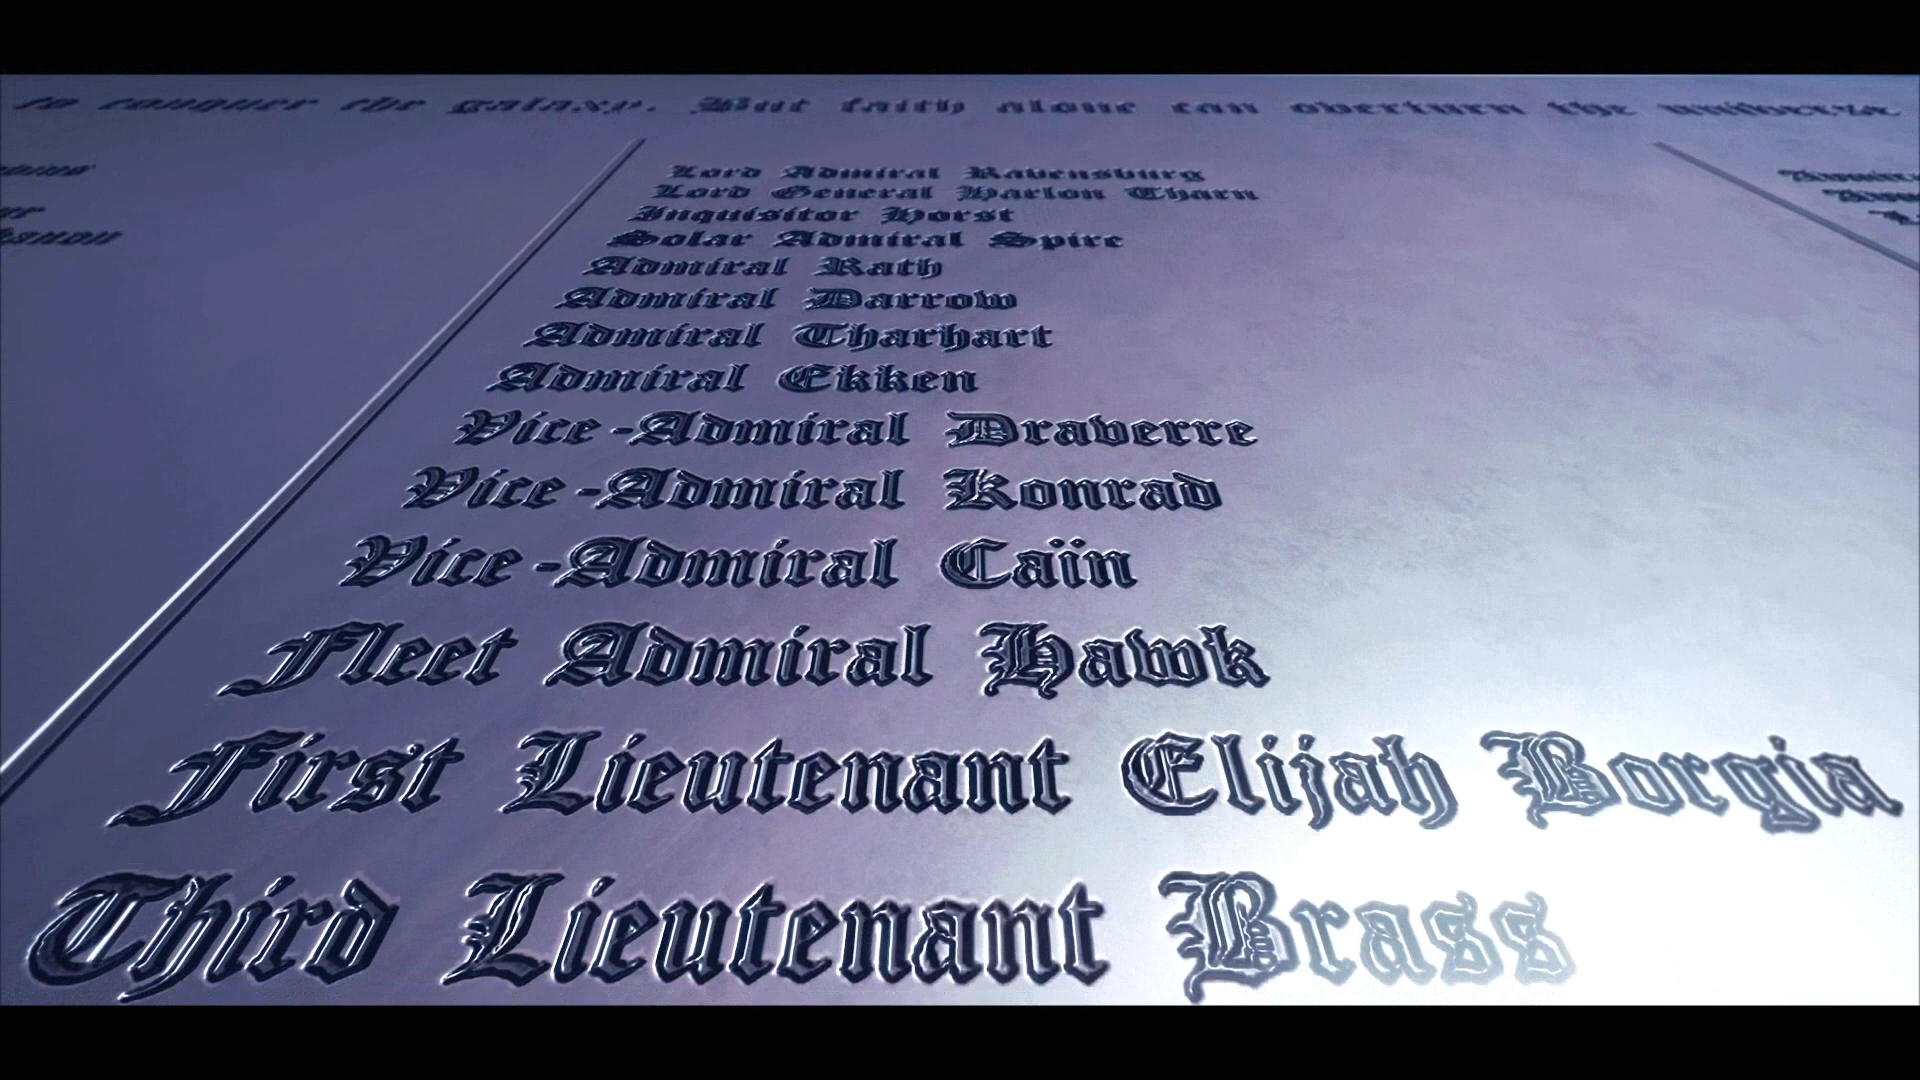 to conquer the galaxy. But faith alone can overturn the universe
Lord Admiral Ravensburg
Lord General Harlon Tharn
Inquisitor Horst
Solar Admiral Spire
Admiral Rath
Admiral Darrow
Admiral Tharhart
Admiral Ekken
Vice-Admiral Draverre
Vice-Admiral Konrad
Vice-Admiral Caïn
Fleet Admiral Hawk
First Lieutenant Elijah Borgia
Third Lieutenant Brass